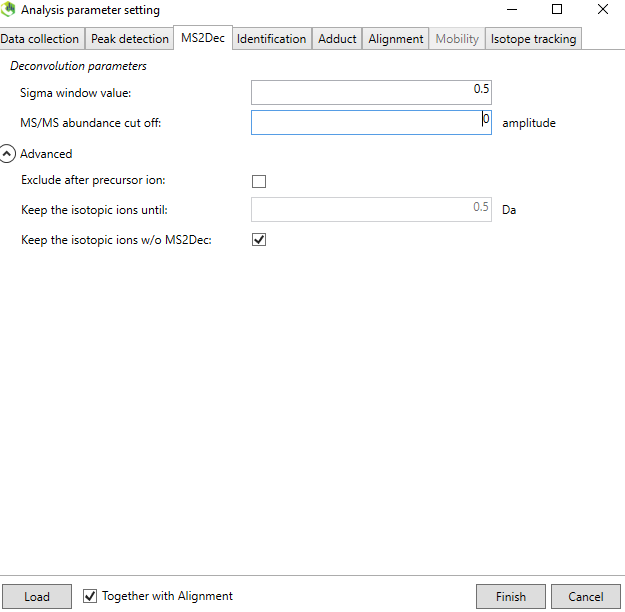 Analysis parameter setting
Data collection Peak detection MS2Dec Identification Adduct Alignment Mobility Isotope tracking
Deconvolution parameters
Sigma window value: 0.5
MS/MS abundance cut off: 0 amplitude
Advanced
Exclude after precursor ion:
Keep the isotopic ions until: 0.5 Da
Keep the isotopic ions w/o MS2Dec:
Load Together with Alignment Finish Cancel